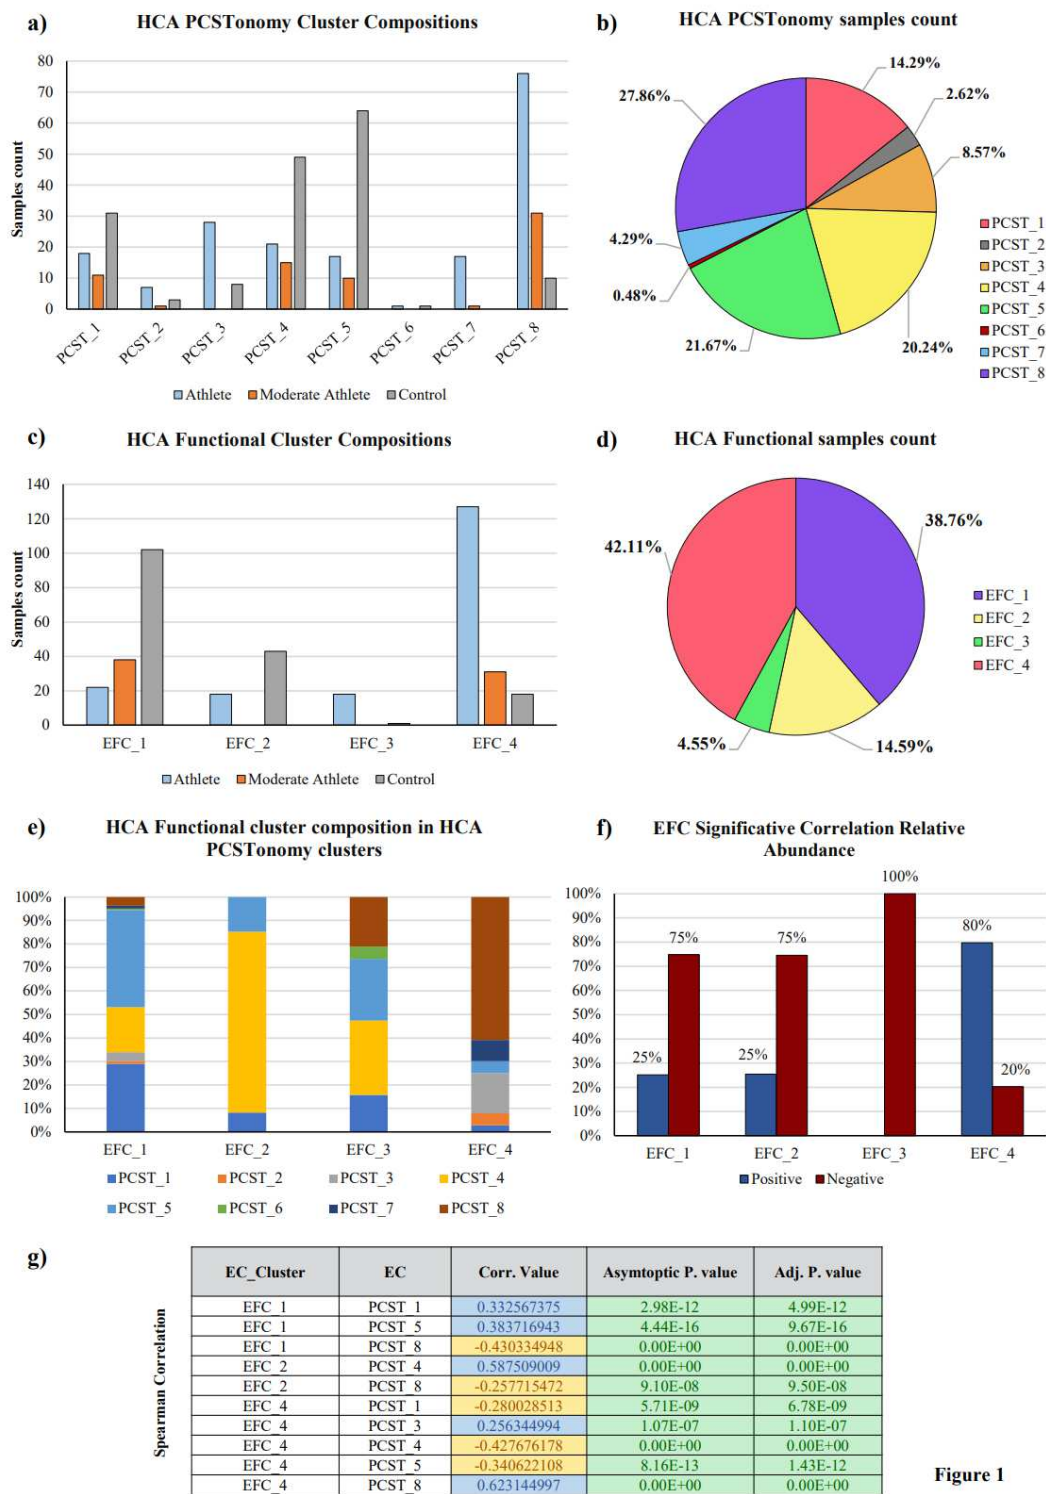 a)
HCA PCSTonomy Cluster Compositions
80
70
60
50
40
30
20
10
0
Samples count
PCST_1
PCST_2
PCST_3
PCST_4
PCST_5
PCST_6
PCST_7
PCST_8
Athlete
Moderate Athlete
Control
b)
HCA PCSTonomy samples count
14.29%
2.62%
8.57%
20.24%
21.67%
0.48%
4.29%
27.86%
PCST_1
PCST_2
PCST_3
PCST_4
PCST_5
PCST_6
PCST_7
PCST_8
c)
HCA Functional Cluster Compositions
140
120
100
80
60
40
20
0
Samples count
EFC_1
EFC_2
EFC_3
EFC_4
Athlete
Moderate Athlete
Control
d)
HCA Functional samples count
38.76%
14.59%
4.55%
42.11%
EFC_1
EFC_2
EFC_3
EFC_4
e)
HCA Functional cluster composition in HCA
PCSTonomy clusters
100%
90%
80%
70%
60%
50%
40%
30%
20%
10%
0%
EFC_1
EFC_2
EFC_3
EFC_4
PCST_1
PCST_2
PCST_3
PCST_4
PCST_5
PCST_6
PCST_7
PCST_8
f)
EFC Significative Correlation Relative
Abundance
100%
90%
80%
70%
60%
50%
40%
30%
20%
10%
0%
25%
75%
25%
75%
100%
80%
20%
EFC_1
EFC_2
EFC_3
EFC_4
Positive
Negative
g)
Spearman Correlation
EC_Cluster EC Corr. Value Asymtoptic P. value Adj. P. value
EFC_1 PCST_1 0.332567375 2.98E-12 4.99E-12
EFC_1 PCST_5 0.383716943 4.44E-16 9.67E-16
EFC_1 PCST_8 -0.430334948 0.00E+00 0.00E+00
EFC_2 PCST_4 0.587509009 0.00E+00 0.00E+00
EFC_2 PCST_8 -0.257715472 9.10E-08 9.50E-08
EFC_4 PCST_1 -0.280028513 5.71E-09 6.78E-09
EFC_4 PCST_3 0.256344994 1.07E-07 1.10E-07
EFC_4 PCST_4 -0.427676178 0.00E+00 0.00E+00
EFC_4 PCST_5 -0.340622108 8.16E-13 1.43E-12
EFC_4 PCST_8 0.623144997 0.00E+00 0.00E+00
Figure 1